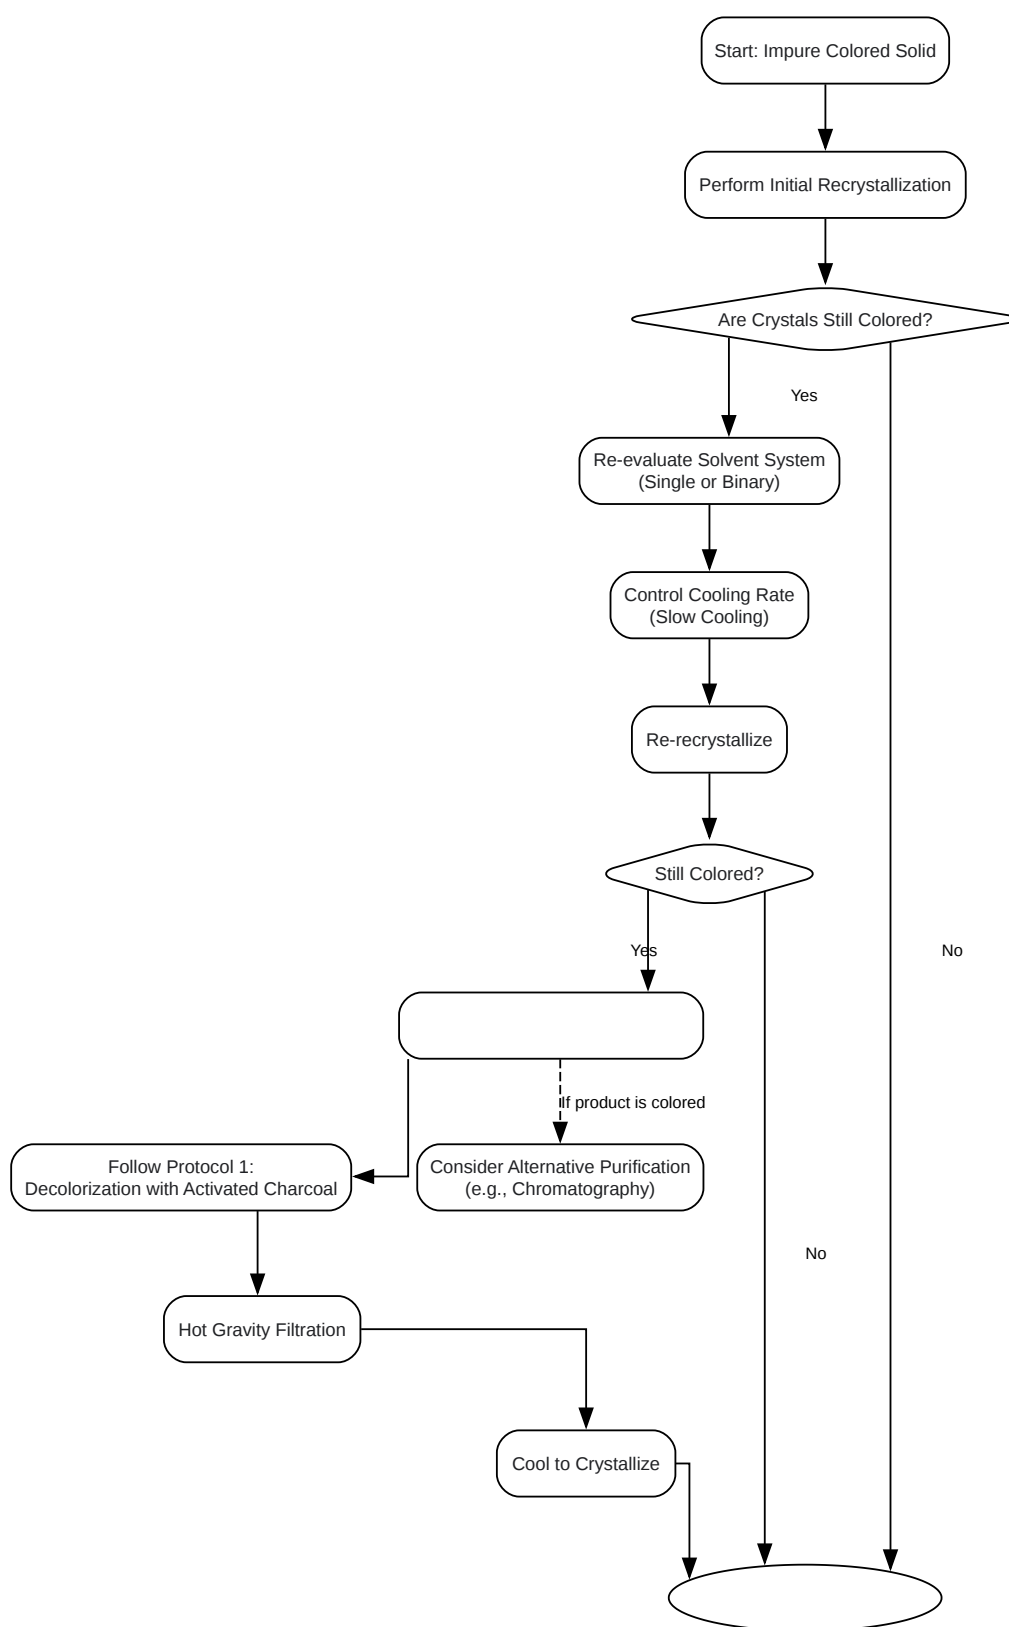 Start: Impure Colored Solid
Perform Initial Recrystallization
Are Crystals Still Colored?
Yes
Re-evaluate Solvent System
(Single or Binary)
Control Cooling Rate
(Slow Cooling)
Re-recrystallize
Still Colored?
Yes
No
If product is colored
Follow Protocol 1:
Decolorization with Activated Charcoal
Consider Alternative Purification
(e.g., Chromatography)
No
Hot Gravity Filtration
Cool to Crystallize